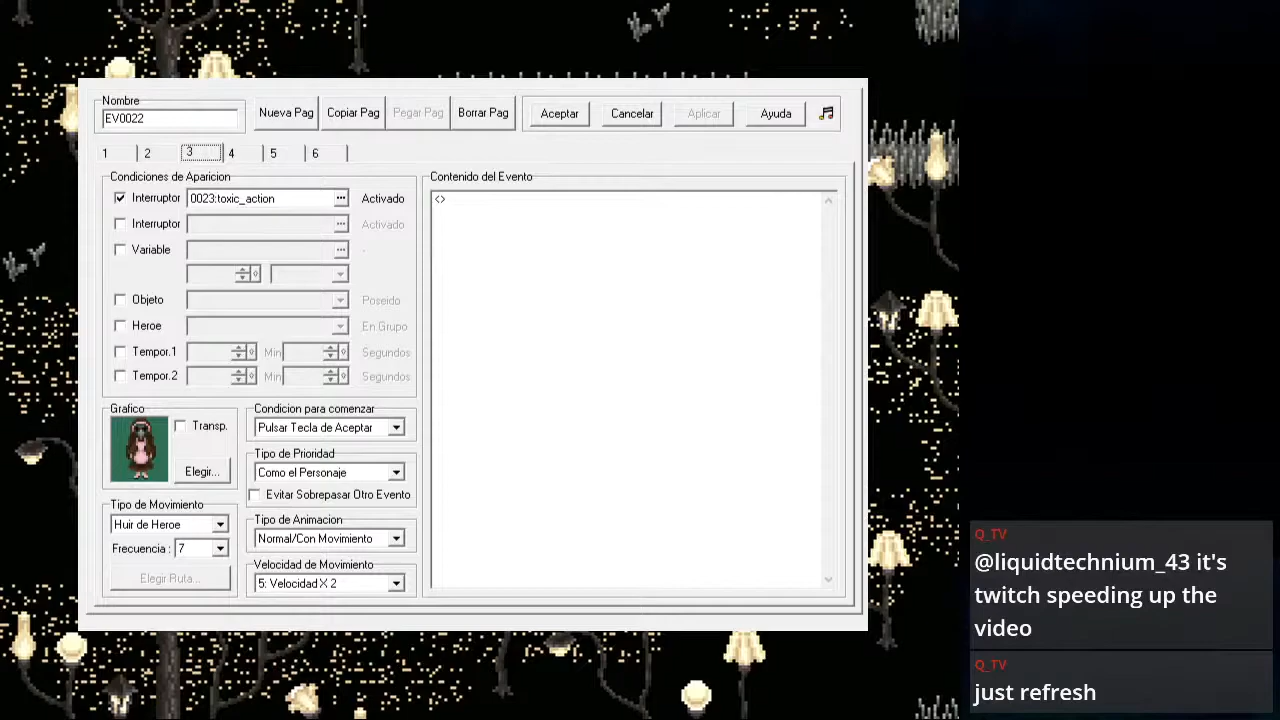 Nombre
EV0022
Nueva Pag
Copiar Pag
Pegar Pag
Borrar Pag
Aceptar
Cancelar
Aplicar
Ayuda
1 2 3 4 5 6
Condiciones de Aparicion
Interruptor 0023:toxic_action ... Activado
Interruptor ... Activado
Variable ... .
Objeto Poseido
Heroe En Grupo
Tempor.1 Min Segundos
Tempor.2 Min Segundos
Grafico
Transp.
Elegir...
Tipo de Movimiento
Huir de Heroe
Frecuencia : 7
Elegir Ruta...
Condicion para comenzar
Pulsar Tecla de Aceptar
Tipo de Prioridad
Como el Personaje
Evitar Sobrepasar Otro Evento
Tipo de Animacion
Normal/Con Movimiento
Velocidad de Movimiento
5: Velocidad X 2
Contenido del Evento
<>
Q_TV
@liquidtechnium_43 it's
twitch speeding up the
video
Q_TV
just refresh